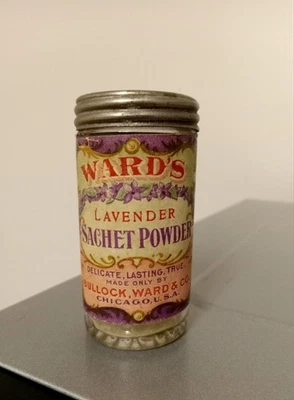 WARD'S
LAVENDER
SACHET POWDER
DELICATE, LASTING, TRUE.
MADE ONLY BY
BULLOCK, WARD & CO.
CHICAGO, U.S.A.